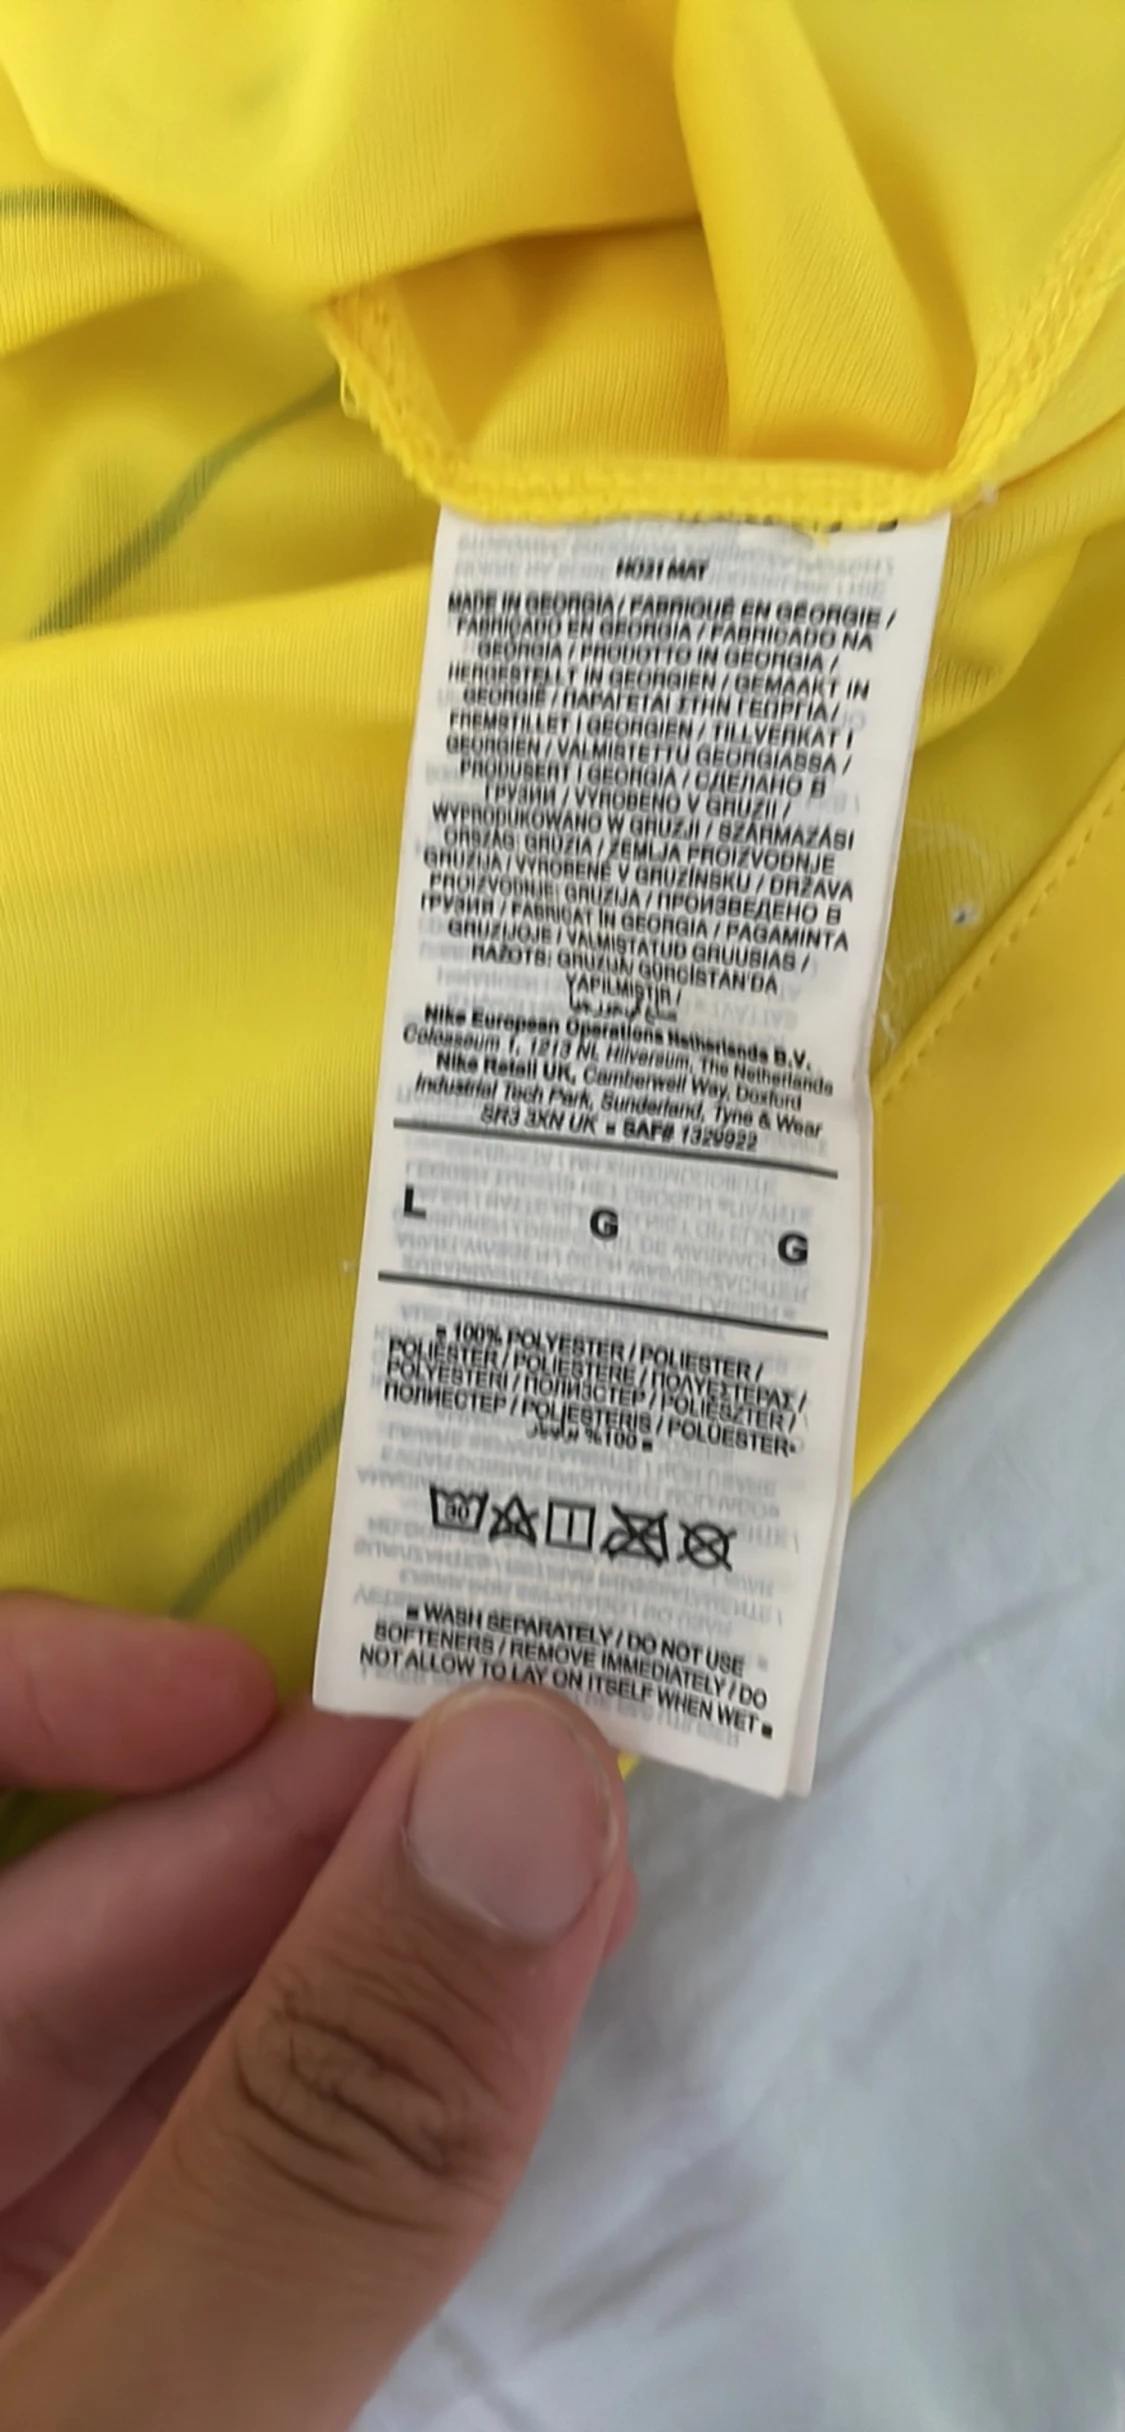 HO21 MAT
MADE IN GEORGIA / FABRIQUÉ EN GÉORGIE /
FABRICADO EN GEORGIA / FABRICADO NA
GEÓRGIA / PRODOTTO IN GEORGIA /
HERGESTELLT IN GEORGIEN / GEMAAKT IN
GEORGIË / ΠΑΡΑΓΕΤΑΙ ΣΤΗΝ ΓΕΩΡΓΙΑ /
FREMSTILLET I GEORGIEN / TILLVERKAT I
GEORGIEN / VALMISTETTU GEORGIASSA /
PRODUSERT I GEORGIA / СДЕЛАНО В
ГРУЗИИ / VYROBENO V GRUZII /
WYPRODUKOWANO W GRUZJI / SZÁRMAZÁSI
ORSZÁG: GRÚZIA / ZEMLJA PROIZVODNJE
GRUZIJA / VYROBENÉ V GRUZÍNSKU / DRŽAVA
PROIZVODNJE: GRUZIJA / ПРОИЗВЕДЕНО В
ГРУЗИЯ / FABRICAT ÎN GEORGIA / PAGAMINTA
GRUZIJOJE / VALMISTATUD GRUUSIAS /
RAŽOTS: GRUZIJA GÜRCİSTAN'DA
YAPILMIŞTIR /
Nike European Operations Netherlands B.V.
Colosseum 1, 1213 NL Hilversum, The Netherlands
Nike Retail UK, Camberwell Way, Doxford
Industrial Tech Park, Sunderland, Tyne & Wear
SR3 3XN UK ■ SAF# 1329922
L G G
■ 100% POLYESTER / POLIESTER /
POLIÉSTER / POLIESTERE / ΠΟΛΥΕΣΤΕΡΑΣ /
POLYESTERI / ПОЛИЭСТЕР / POLIÉSZTER /
ПОЛИЕСТЕР / POLIESTERIS / POLÜESTER■
%100 ■
30
■ WASH SEPARATELY / DO NOT USE
SOFTENERS / REMOVE IMMEDIATELY / DO
NOT ALLOW TO LAY ON ITSELF WHEN WET ■